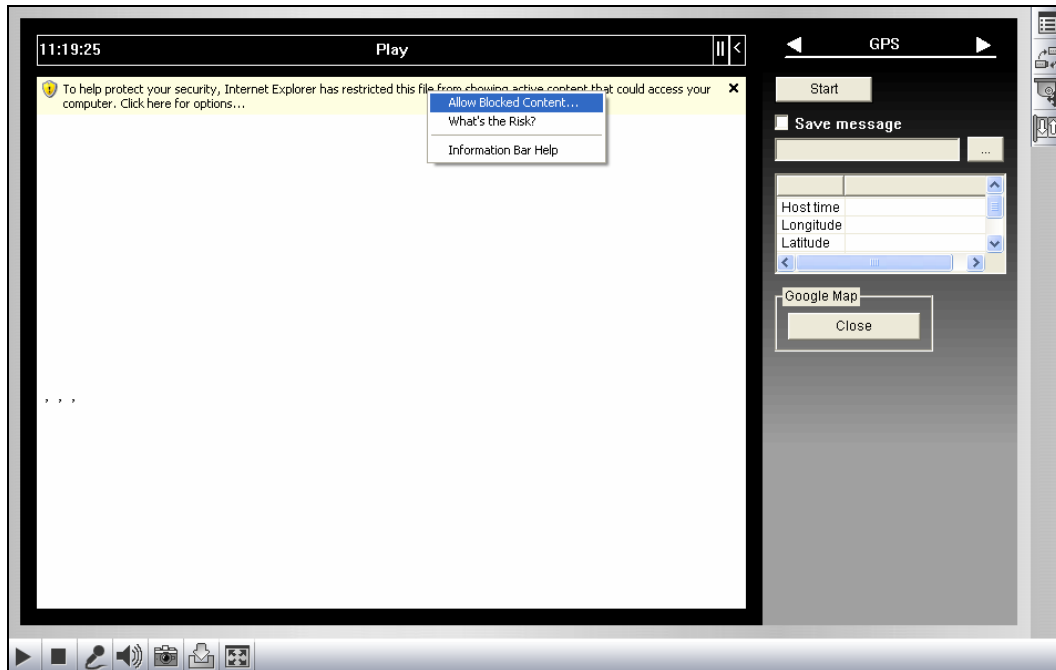 11:19:25 Play
To help protect your security, Internet Explorer has restricted this file from showing active content that could access your
computer. Click here for options...
Allow Blocked Content...
What's the Risk?
Information Bar Help
, , ,
GPS
Start
Save message
...
Host time
Longitude
Latitude
Google Map
Close